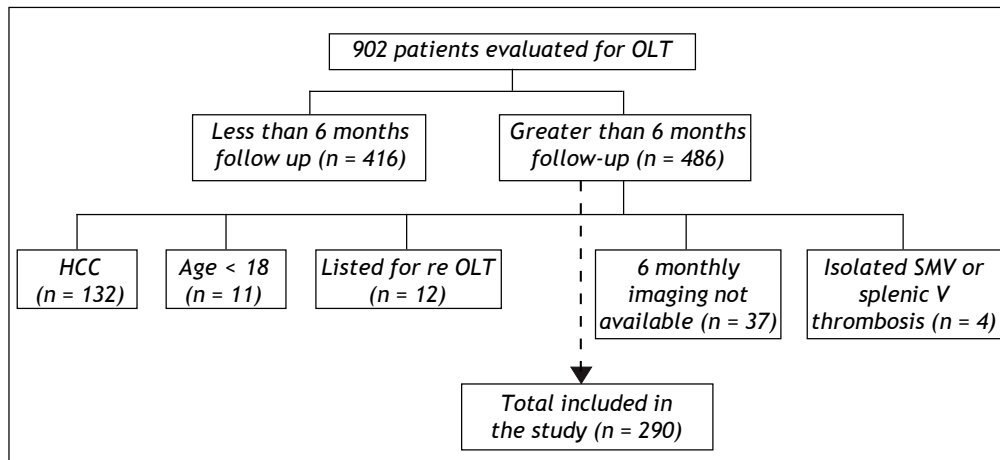 902 patients evaluated for OLT
Less than 6 months
follow up (n = 416)
Greater than 6 months
follow-up (n = 486)
HCC
(n = 132)
Age < 18
(n = 11)
Listed for re OLT
(n = 12)
6 monthly
imaging not
available (n = 37)
Isolated SMV or
splenic V
thrombosis (n = 4)
Total included in
the study (n = 290)